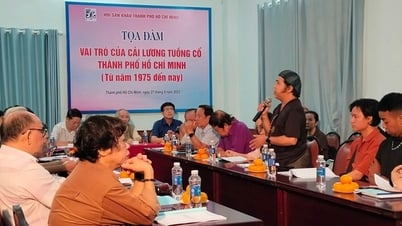 HỘI SÂN KHẤU THÀNH PHỐ HỒ CHÍ MINH
TỌA ĐÀM
VAI TRÒ CỦA CẢI LƯƠNG TUỒNG CỔ
THÀNH PHỐ HỒ CHÍ MINH
(Từ năm 1975 đến nay)